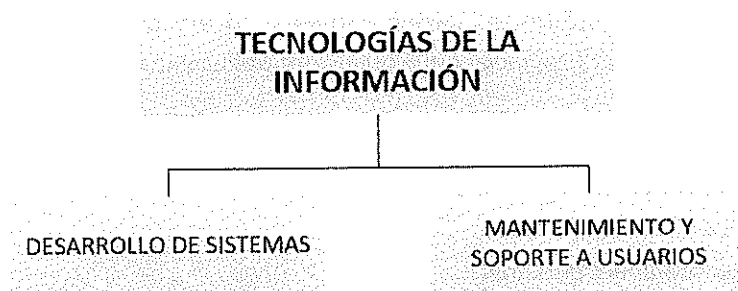 TECNOLOGÍAS DE LA
INFORMACIÓN
DESARROLLO DE SISTEMAS
MANTENIMIENTO Y
SOPORTE A USUARIOS